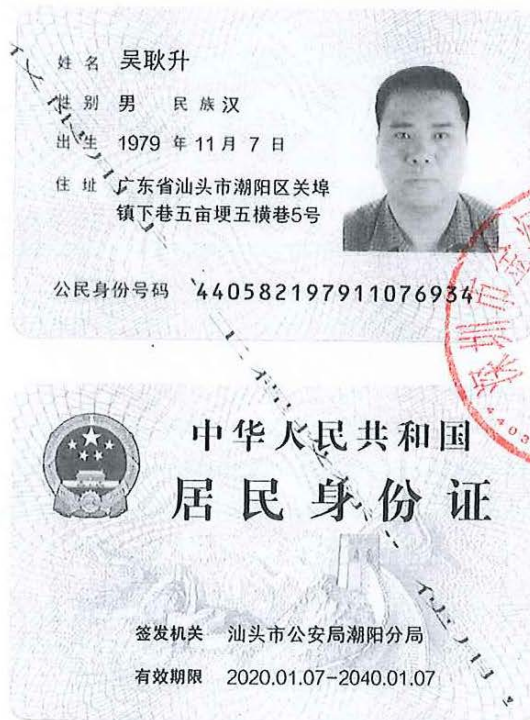 姓名 吴耿升
性别 男 民族 汉
出生 1979 年 11 月 7 日
住址 广东省汕头市潮阳区关埠
镇下巷五亩埂五横巷5号
公民身份号码 440582197911076934
深圳市
4403
中华人民共和国
居民身份证
签发机关 汕头市公安局潮阳分局
有效期限 2020.01.07-2040.01.07